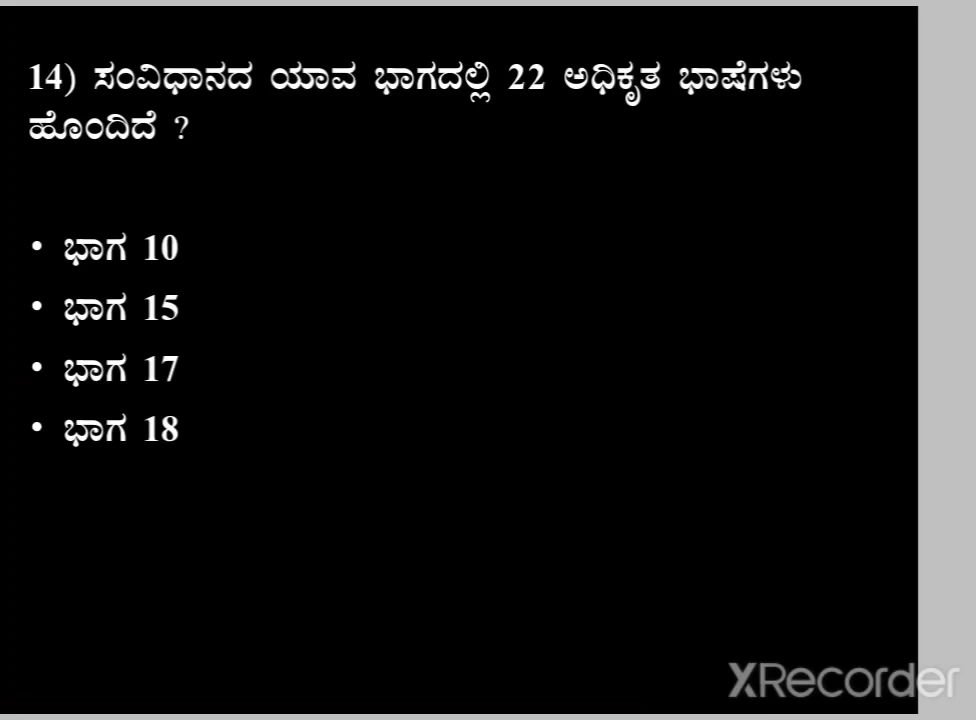 14) ಸಂವಿಧಾನದ ಯಾವ ಭಾಗದಲ್ಲಿ 22 ಅಧಿಕೃತ ಭಾಷೆಗಳು
ಹೊಂದಿದೆ ?
• ಭಾಗ 10
• ಭಾಗ 15
• ಭಾಗ 17
• ಭಾಗ 18
XRecorder